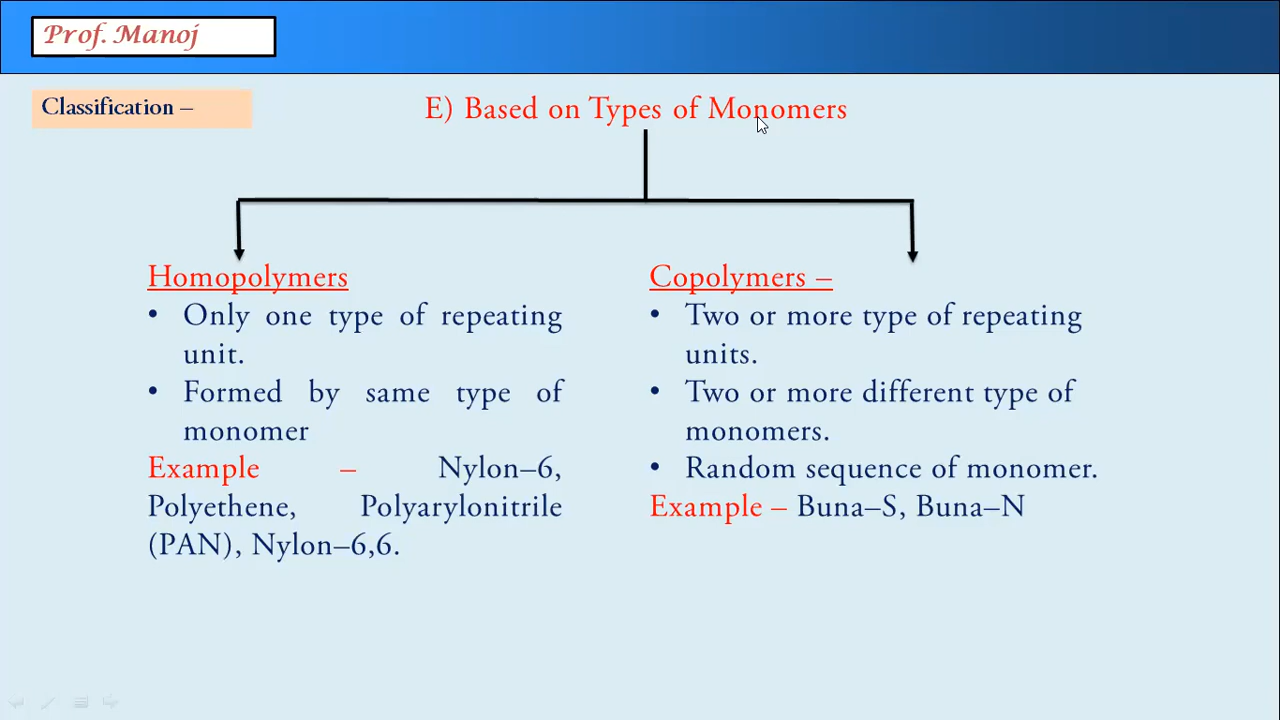 Prof. Manoj
Classification –
E) Based on Types of Monomers
Homopolymers
• Only one type of repeating
unit.
• Formed by same type of
monomer
Example – Nylon–6,
Polyethene, Polyarylonitrile
(PAN), Nylon–6,6.
Copolymers –
• Two or more type of repeating
units.
• Two or more different type of
monomers.
• Random sequence of monomer.
Example – Buna–S, Buna–N